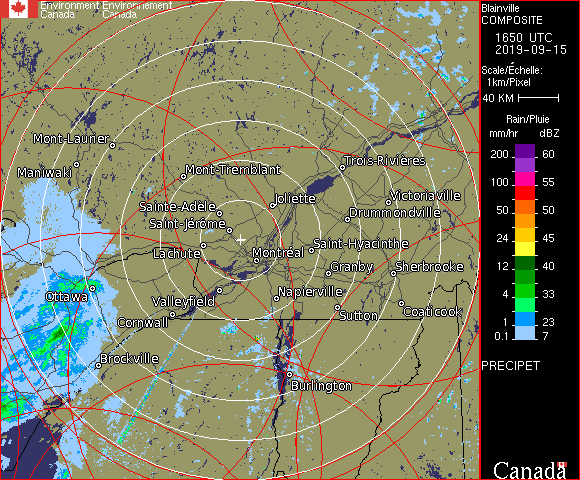 Environment Environnement
Canada Canada
Blainville
COMPOSITE
1650 UTC
2019-09-15
Scale/Échelle:
1km/Pixel
40 KM
Rain/Pluie
mm/hr dBZ
200 60
100 55
50 50
24 45
12 40
4 33
1 23
0.1 7
PRECIPET
Mont-Laurier
Maniwaki
Mont-Tremblant
Trois-Rivières
Joliette
Victoriaville
Sainte-Adèle
Drummondville
Saint-Jérôme
Saint-Hyacinthe
Lachute
Montréal
Granby
Sherbrooke
Ottawa
Valleyfield
Napierville
Cornwall
Sutton
Coaticook
Brockville
Burlington
Canada